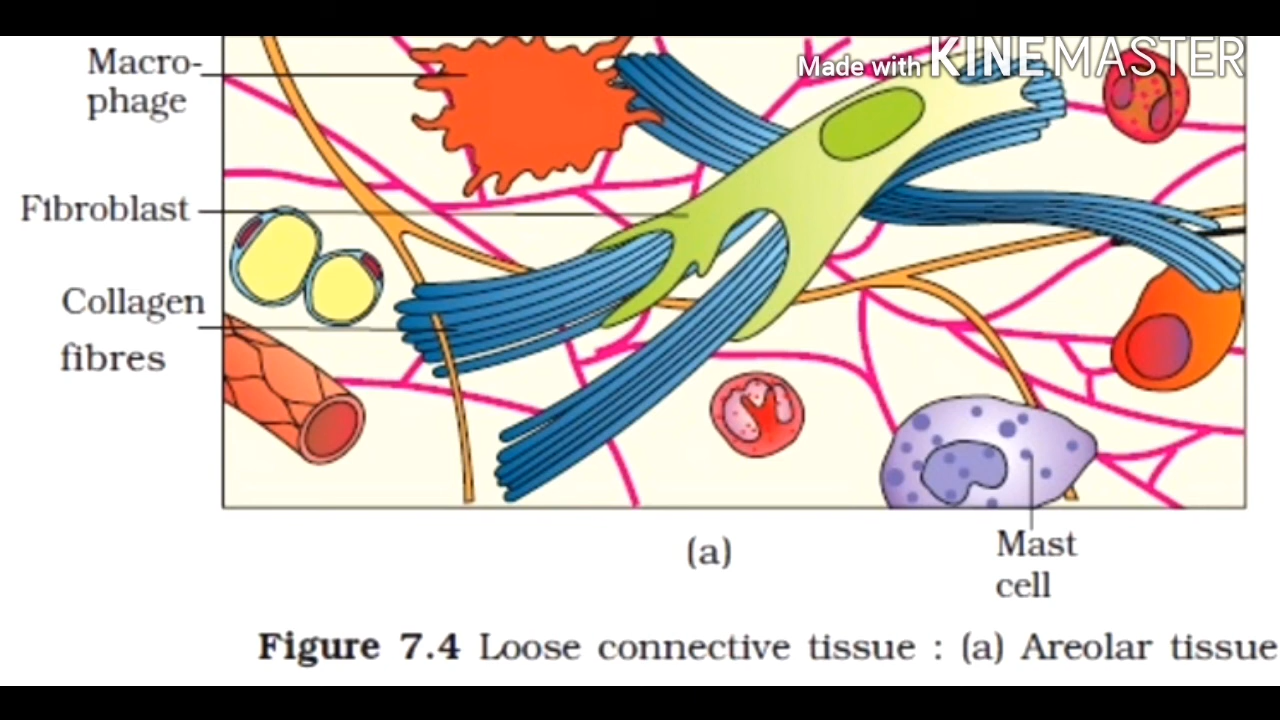 Made with KINEMASTER
Macro-
phage
Fibroblast
Collagen
fibres
Mast
cell
(a)
Figure 7.4 Loose connective tissue : (a) Areolar tissue